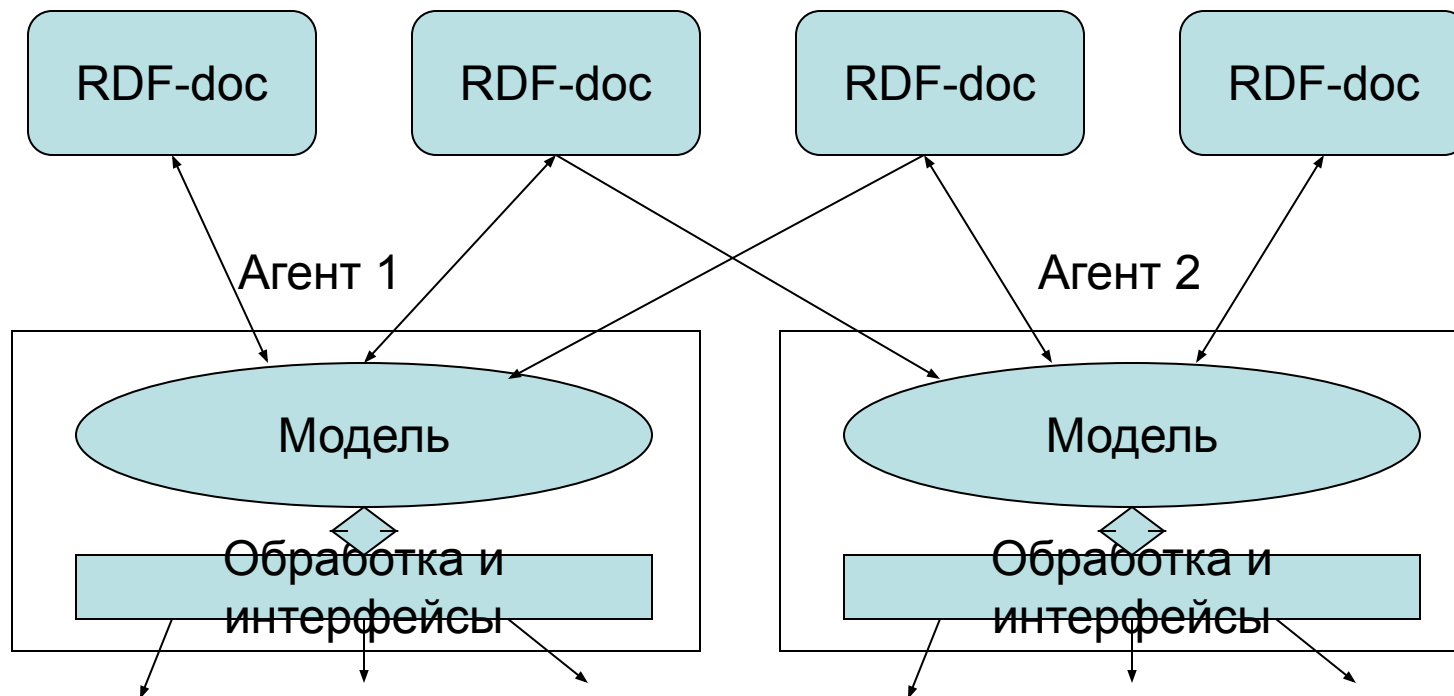 RDF-doc
RDF-doc
RDF-doc
RDF-doc
Агент 1
Агент 2
Модель
Модель
Обработка и
интерфейсы
Обработка и
интерфейсы